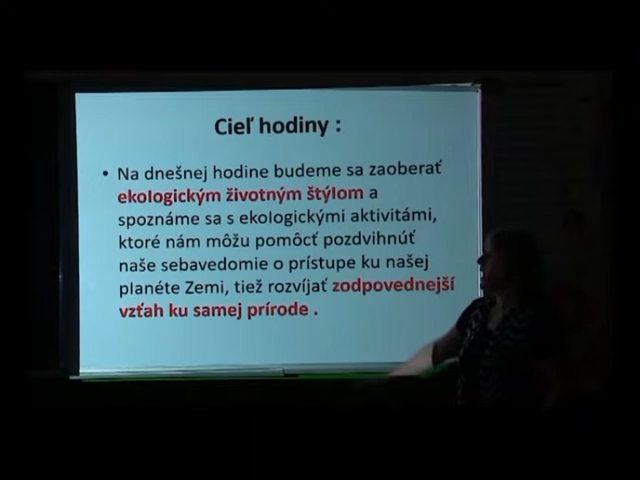 Cieľ hodiny :
• Na dnešnej hodine budeme sa zaoberať
ekologickým životným štýlom a
spoznáme sa s ekologickými aktivitámi,
ktoré nám môžu pomôcť pozdvihnúť
naše sebavedomie o prístupe ku našej
planéte Zemi, tiež rozvíjať zodpovednejší
vzťah ku samej prírode .